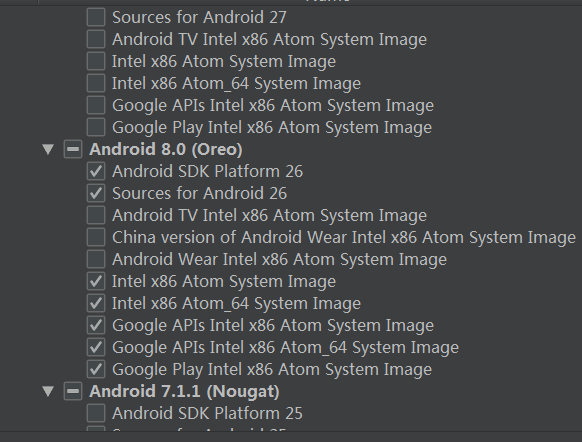 Sources for Android 27
Android TV Intel x86 Atom System Image
Intel x86 Atom System Image
Intel x86 Atom_64 System Image
Google APIs Intel x86 Atom System Image
Google Play Intel x86 Atom System Image
Android 8.0 (Oreo)
Android SDK Platform 26
Sources for Android 26
Android TV Intel x86 Atom System Image
China version of Android Wear Intel x86 Atom System Image
Android Wear Intel x86 Atom System Image
Intel x86 Atom System Image
Intel x86 Atom_64 System Image
Google APIs Intel x86 Atom System Image
Google APIs Intel x86 Atom_64 System Image
Google Play Intel x86 Atom System Image
Android 7.1.1 (Nougat)
Android SDK Platform 25